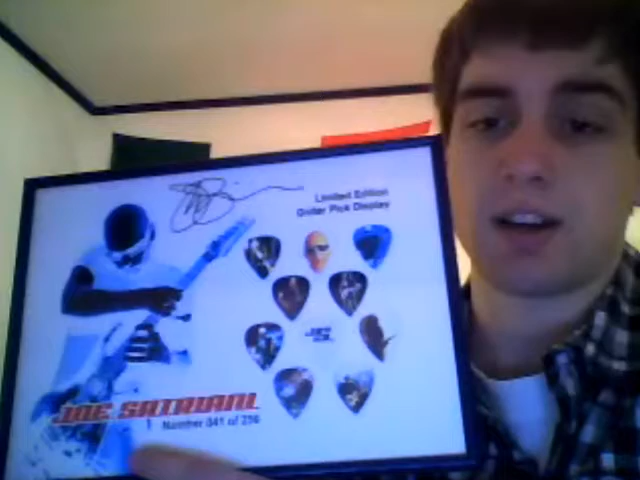 Limited Edition
Guitar Pick Display
JOE SATRIANI
Number 041 of 250